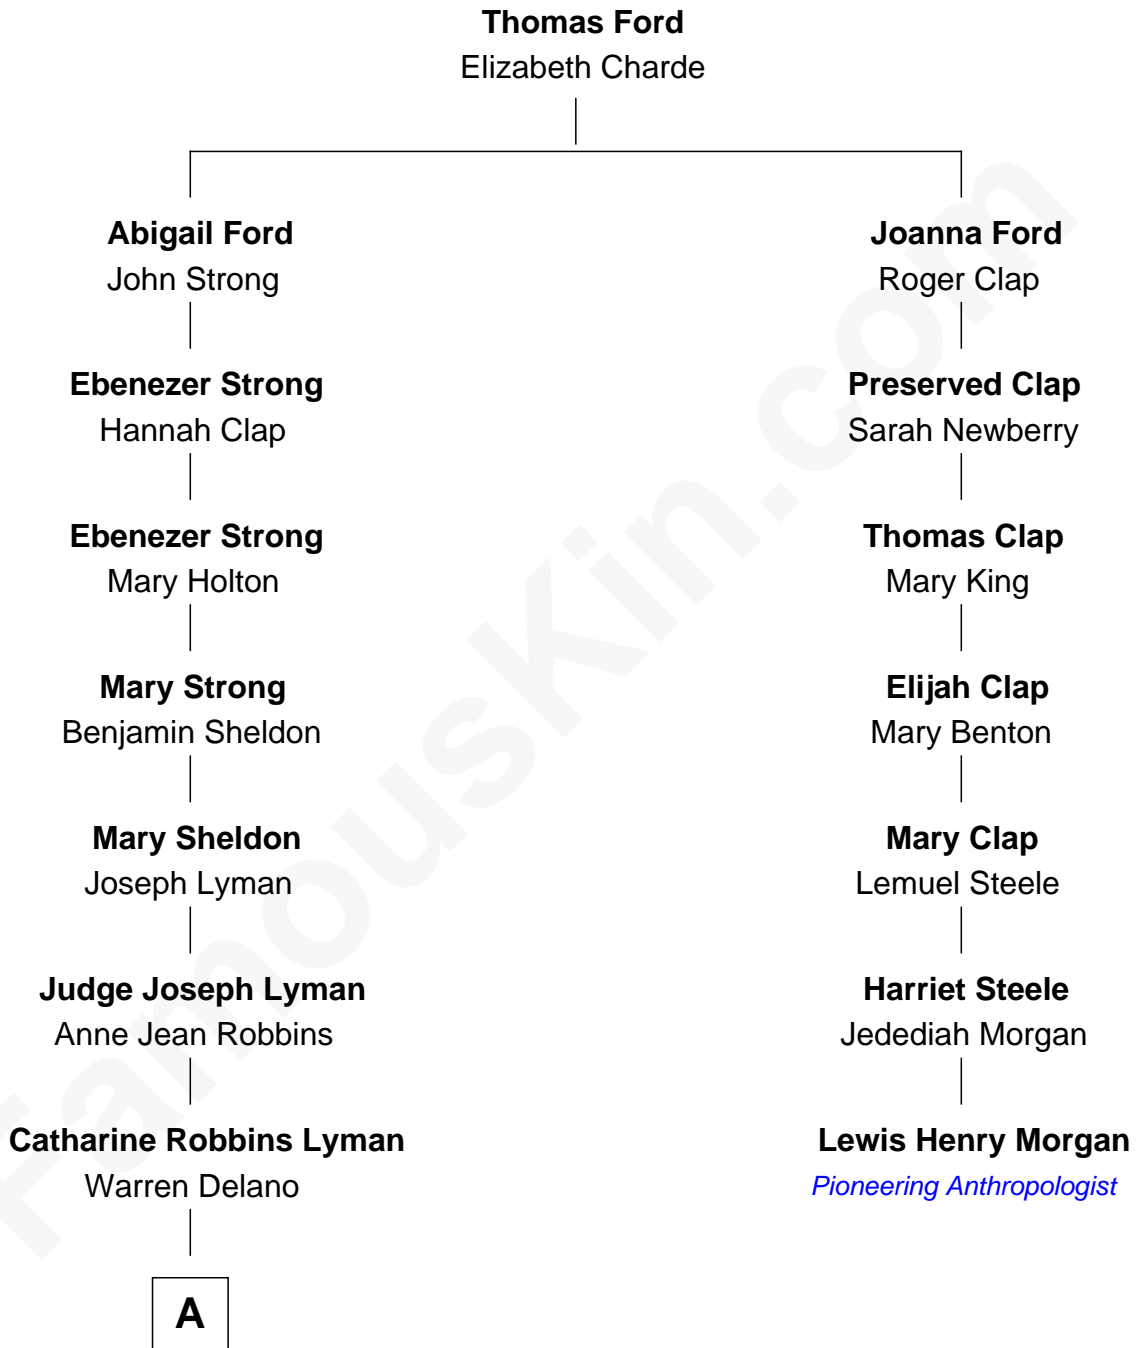 Thomas Ford
Elizabeth Charde
Abigail Ford
John Strong
Joanna Ford
Roger Clap
Ebenezer Strong
Hannah Clap
Preserved Clap
Sarah Newberry
Ebenezer Strong
Mary Holton
Thomas Clap
Mary King
Mary Strong
Benjamin Sheldon
Elijah Clap
Mary Benton
Mary Sheldon
Joseph Lyman
Mary Clap
Lemuel Steele
Judge Joseph Lyman
Anne Jean Robbins
Harriet Steele
Jedediah Morgan
Catharine Robbins Lyman
Warren Delano
Lewis Henry Morgan
Pioneering Anthropologist
A
FamousKin.com